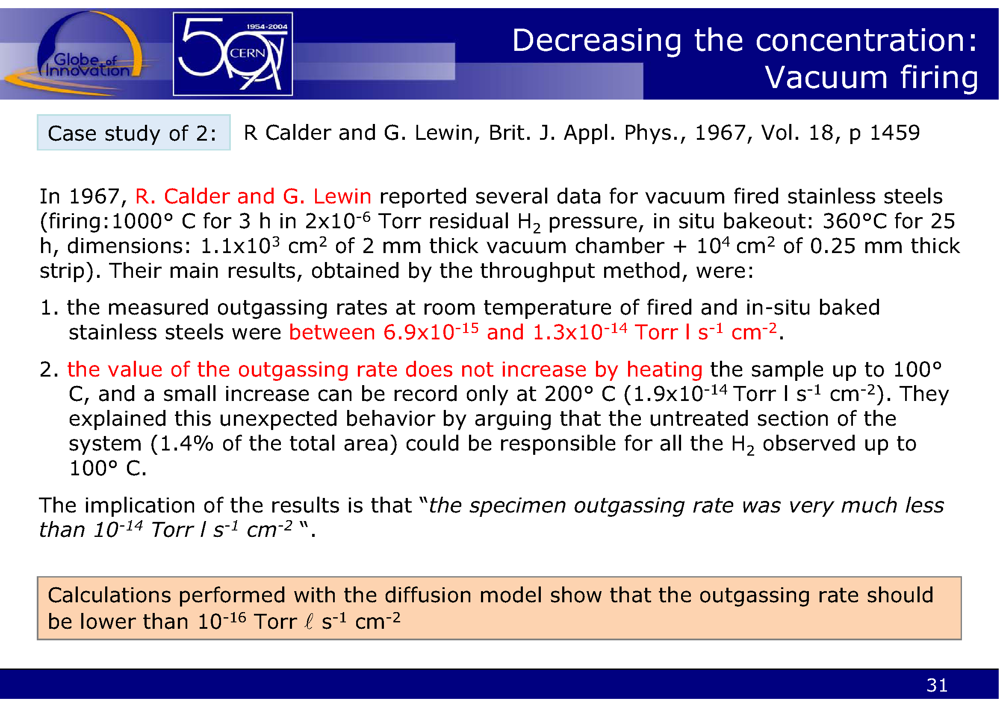 Globe of
Innovation
50
1954-2004
CERN
Decreasing the concentration:
Vacuum firing
Case study of 2:
R Calder and G. Lewin, Brit. J. Appl. Phys., 1967, Vol. 18, p 1459
In 1967, R. Calder and G. Lewin reported several data for vacuum fired stainless steels
(firing:1000° C for 3 h in 2x10⁻⁶ Torr residual H₂ pressure, in situ bakeout: 360°C for 25
h, dimensions: 1.1x10³ cm² of 2 mm thick vacuum chamber + 10⁴ cm² of 0.25 mm thick
strip). Their main results, obtained by the throughput method, were:
1. the measured outgassing rates at room temperature of fired and in-situ baked
stainless steels were between 6.9x10⁻¹⁵ and 1.3x10⁻¹⁴ Torr l s⁻¹ cm⁻².
2. the value of the outgassing rate does not increase by heating the sample up to 100°
C, and a small increase can be record only at 200° C (1.9x10⁻¹⁴ Torr l s⁻¹ cm⁻²). They
explained this unexpected behavior by arguing that the untreated section of the
system (1.4% of the total area) could be responsible for all the H₂ observed up to
100° C.
The implication of the results is that “the specimen outgassing rate was very much less
than 10⁻¹⁴ Torr l s⁻¹ cm⁻² “.
Calculations performed with the diffusion model show that the outgassing rate should
be lower than 10⁻¹⁶ Torr ℓ s⁻¹ cm⁻²
31